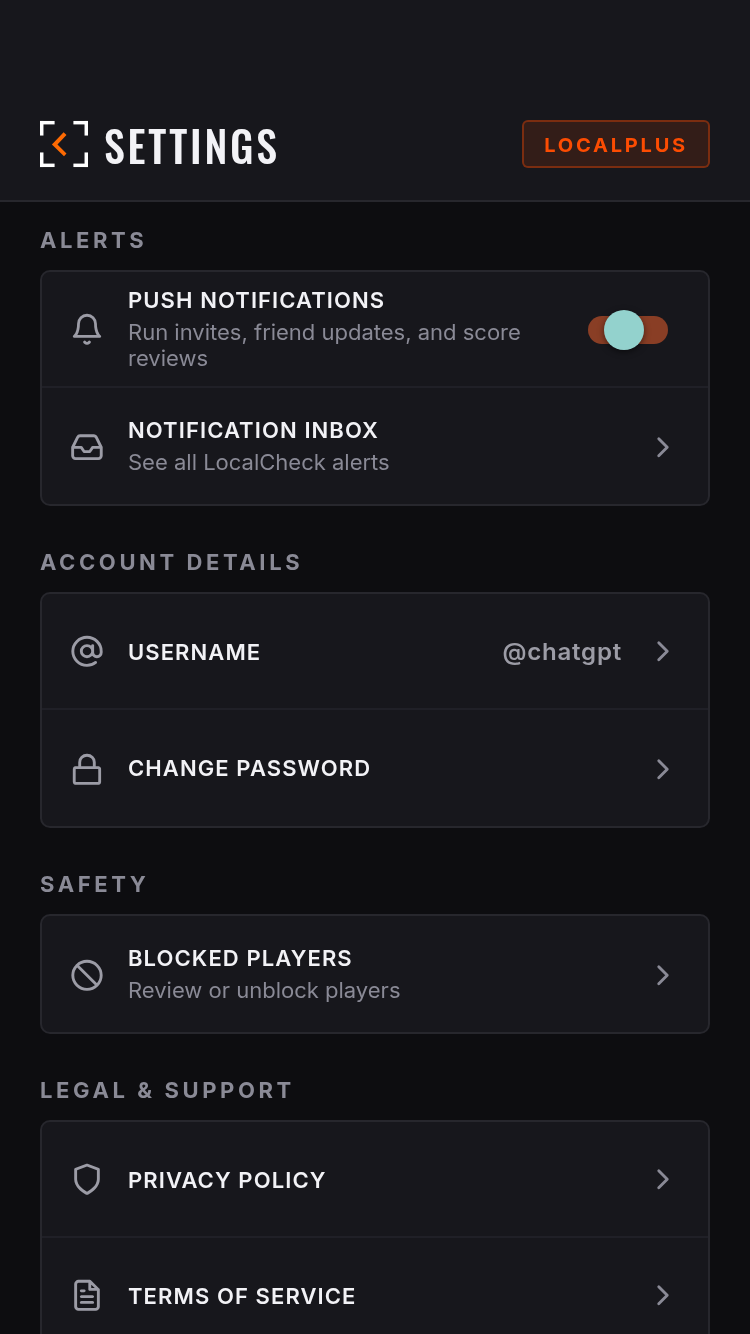 SETTINGS
LOCALPLUS
ALERTS
PUSH NOTIFICATIONS
Run invites, friend updates, and score
reviews
NOTIFICATION INBOX
See all LocalCheck alerts
ACCOUNT DETAILS
USERNAME @chatgpt
CHANGE PASSWORD
SAFETY
BLOCKED PLAYERS
Review or unblock players
LEGAL & SUPPORT
PRIVACY POLICY
TERMS OF SERVICE